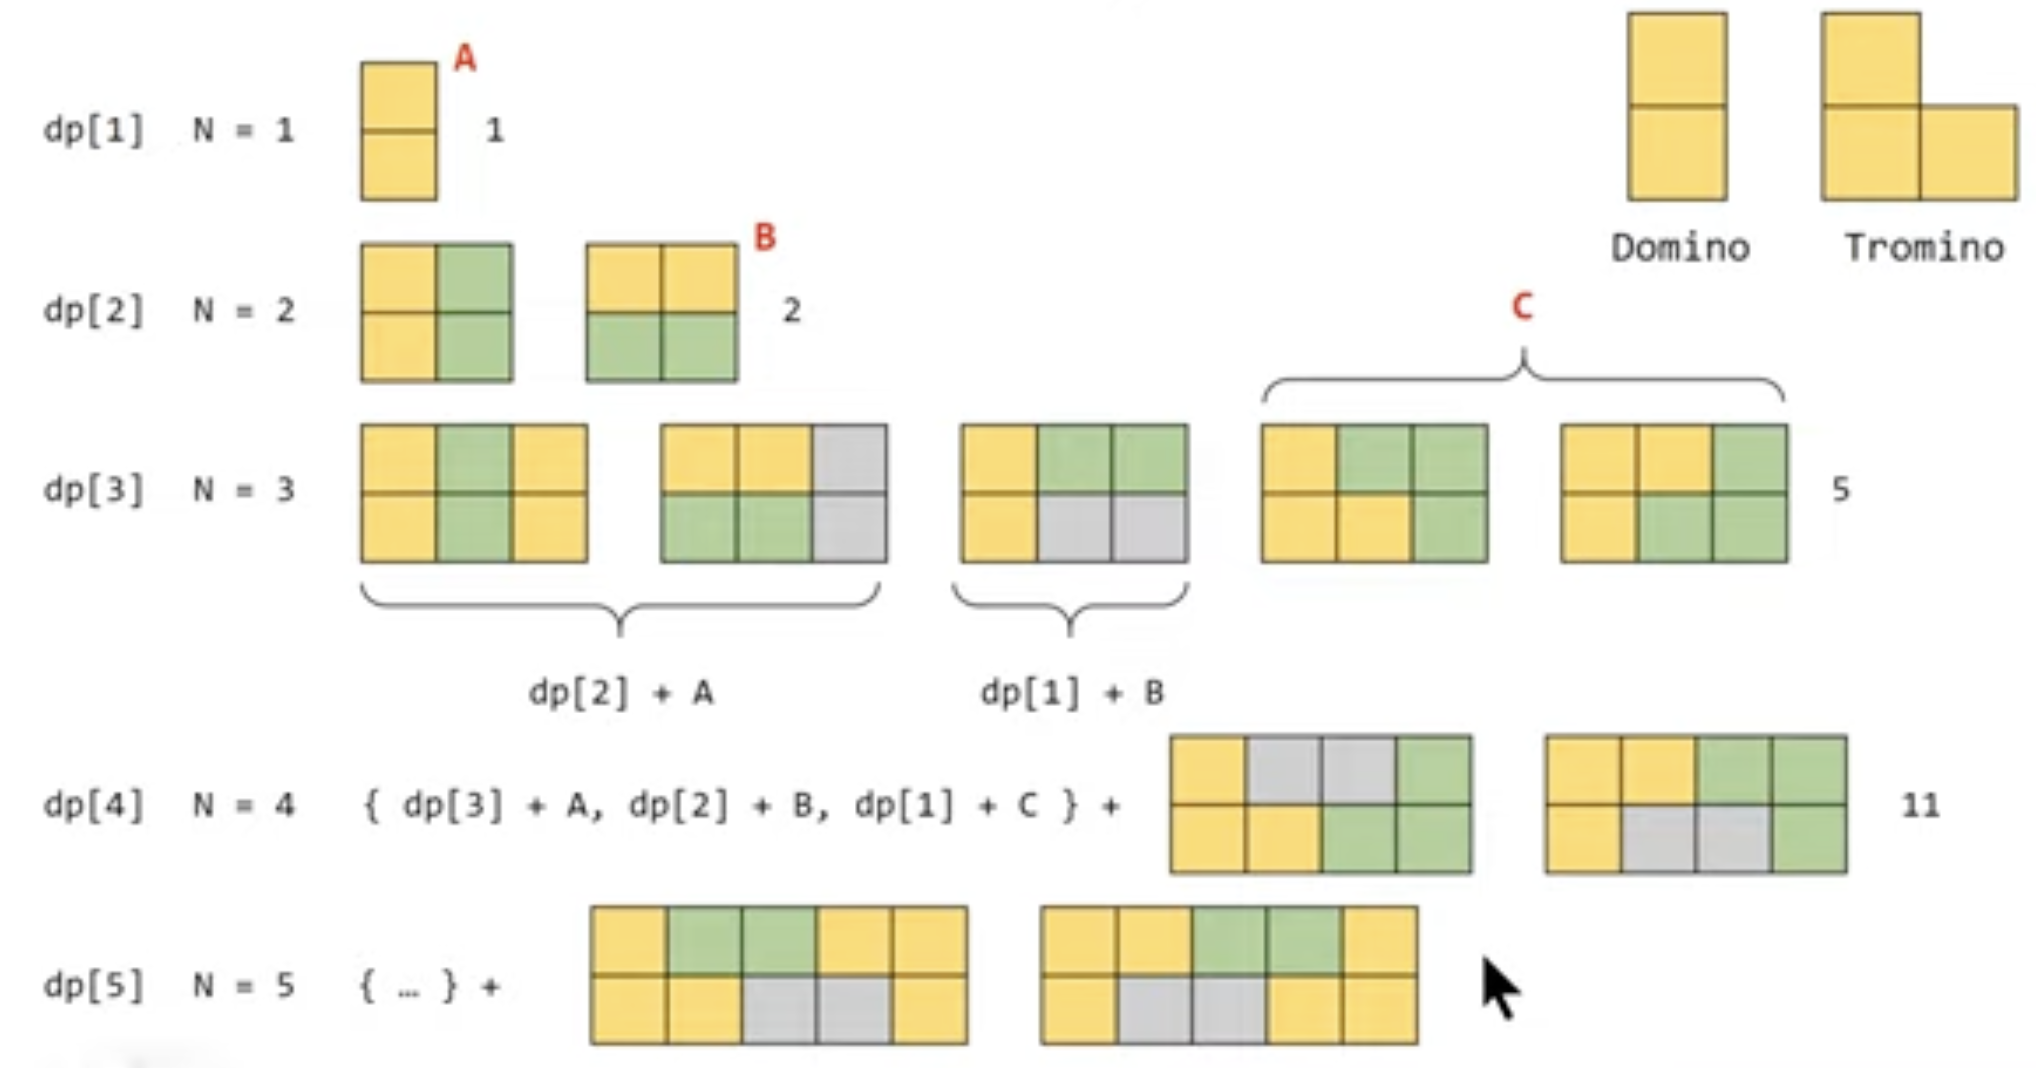 A
dp[1] N = 1 1
Domino Tromino
B
dp[2] N = 2 2
C
dp[3] N = 3 5
dp[2] + A dp[1] + B
dp[4] N = 4 { dp[3] + A, dp[2] + B, dp[1] + C } + 11
dp[5] N = 5 { … } +